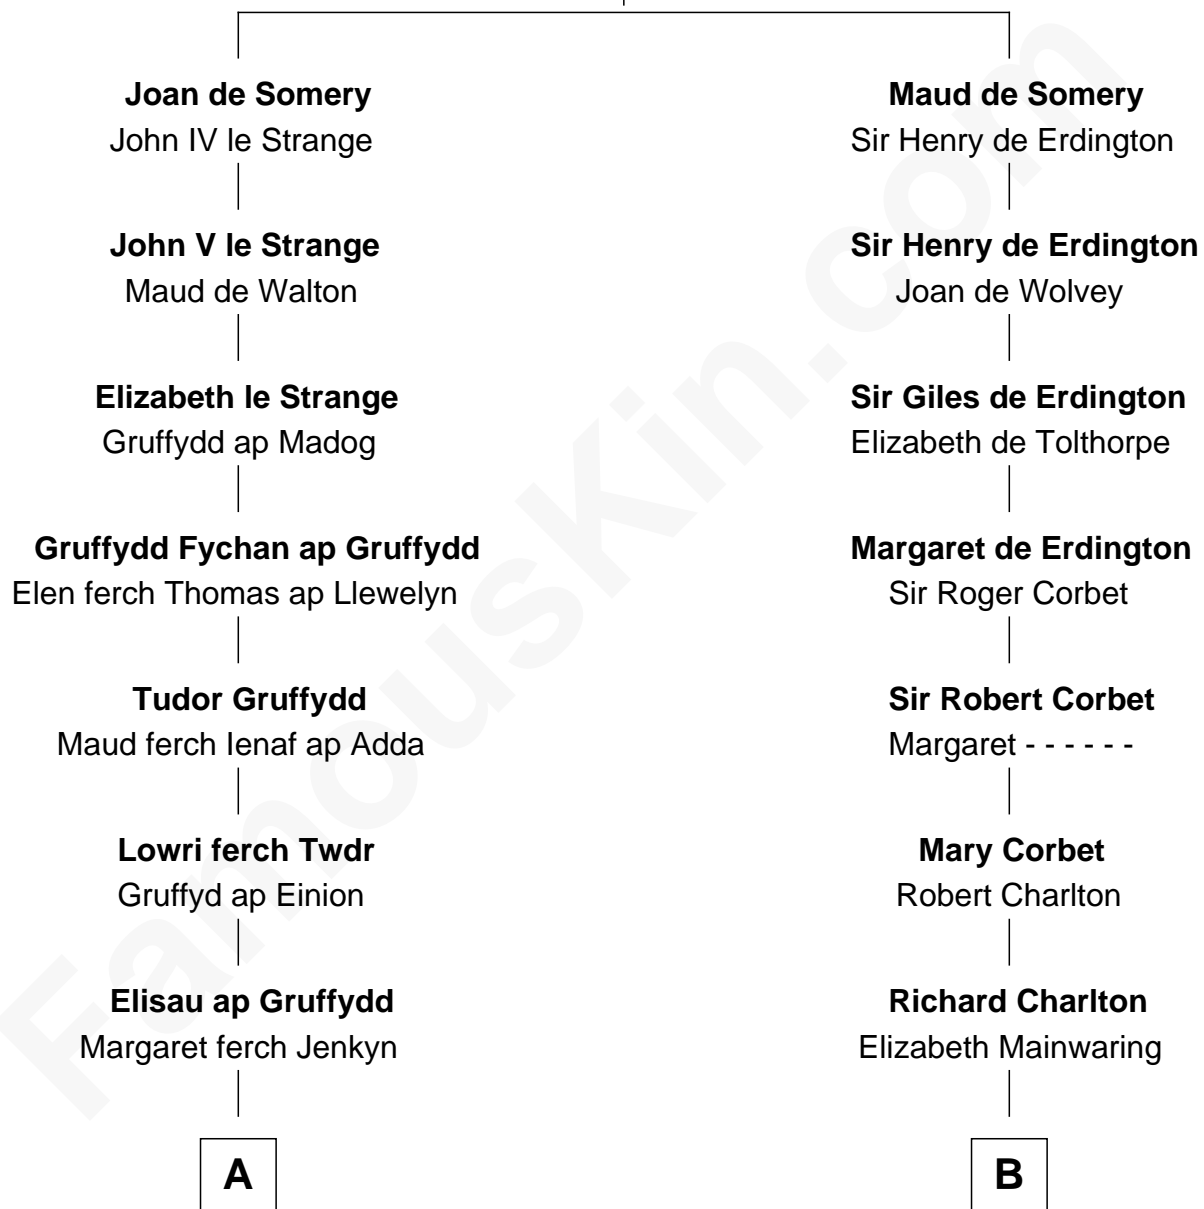 Joan de Somery
John IV le Strange
John V le Strange
Maud de Walton
Elizabeth le Strange
Gruffydd ap Madog
Gruffydd Fychan ap Gruffydd
Elen ferch Thomas ap Llewelyn
Tudor Gruffydd
Maud ferch Ienaf ap Adda
Lowri ferch Twdr
Gruffyd ap Einion
Elisau ap Gruffydd
Margaret ferch Jenkyn
A
Maud de Somery
Sir Henry de Erdington
Sir Henry de Erdington
Joan de Wolvey
Sir Giles de Erdington
Elizabeth de Tolthorpe
Margaret de Erdington
Sir Roger Corbet
Sir Robert Corbet
Margaret - - - - - -
Mary Corbet
Robert Charlton
Richard Charlton
Elizabeth Mainwaring
B
FamousKin.com